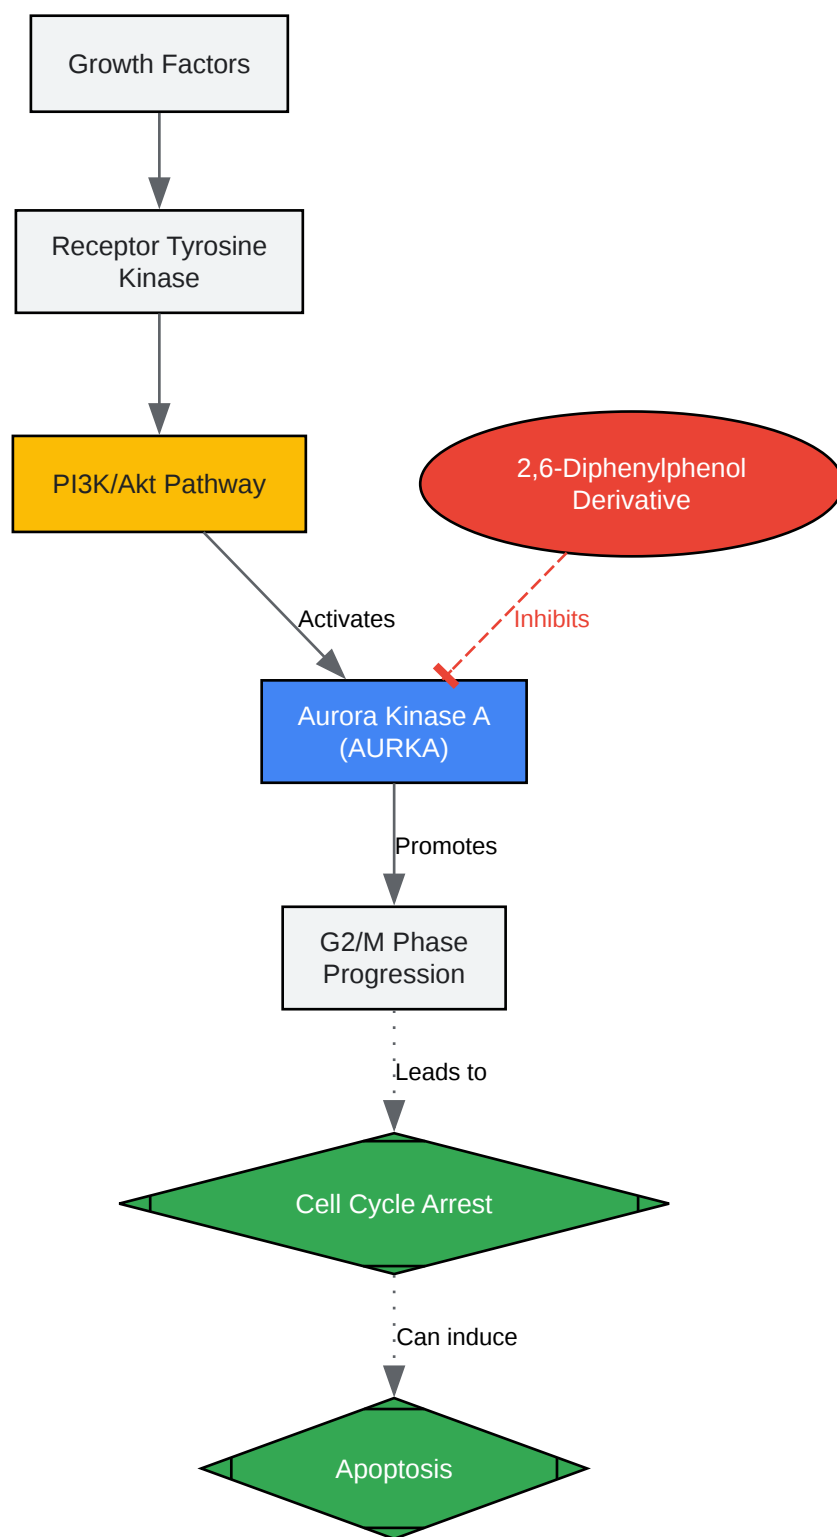 Growth Factors
Receptor Tyrosine
Kinase
PI3K/Akt Pathway
2,6-Diphenylphenol
Derivative
Activates
Inhibits
Aurora Kinase A
(AURKA)
Promotes
G2/M Phase
Progression
Leads to
Cell Cycle Arrest
Can induce
Apoptosis